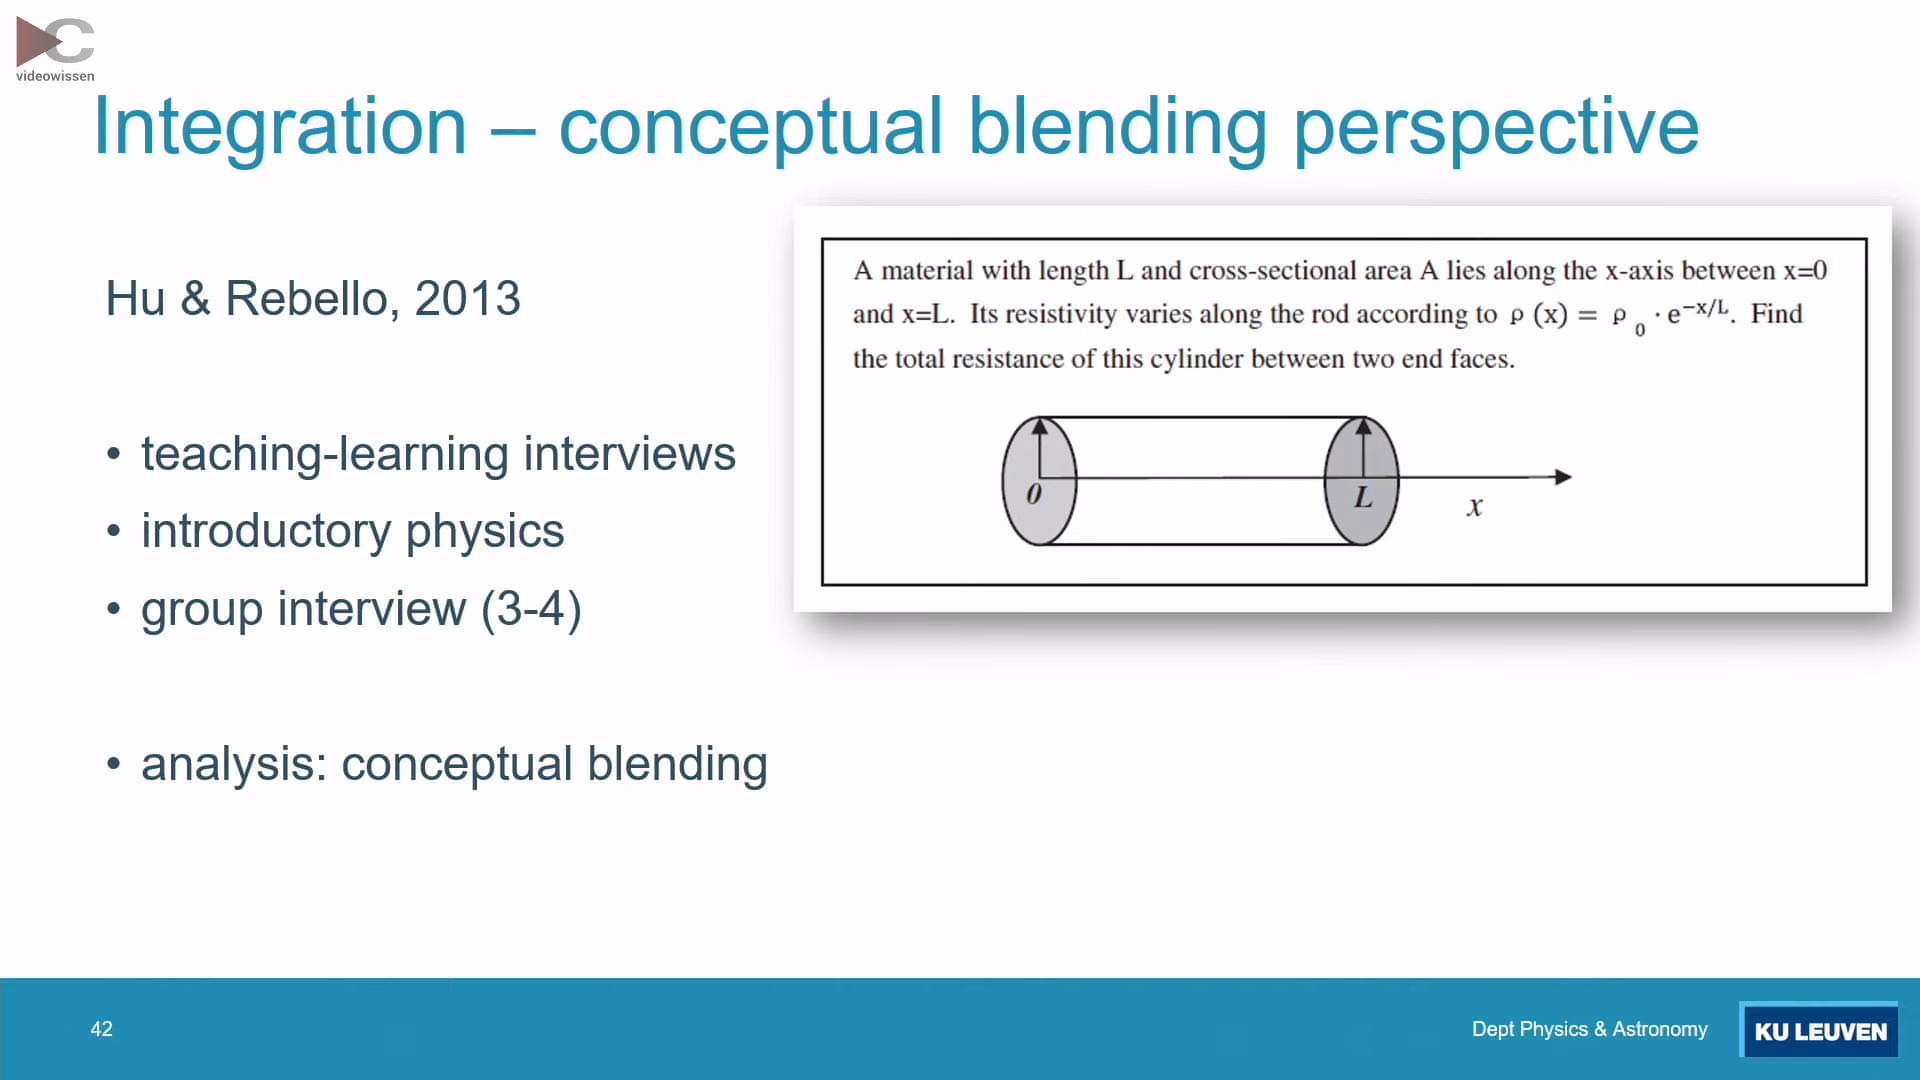 C
videowissen
Integration – conceptual blending perspective
Hu & Rebello, 2013
• teaching-learning interviews
• introductory physics
• group interview (3-4)
• analysis: conceptual blending
A material with length L and cross-sectional area A lies along the x-axis between x=0
and x=L. Its resistivity varies along the rod according to ρ (x) = ρ₀ · e⁻ˣ/ᴸ. Find
the total resistance of this cylinder between two end faces.
0
L
x
42
Dept Physics & Astronomy
KU LEUVEN